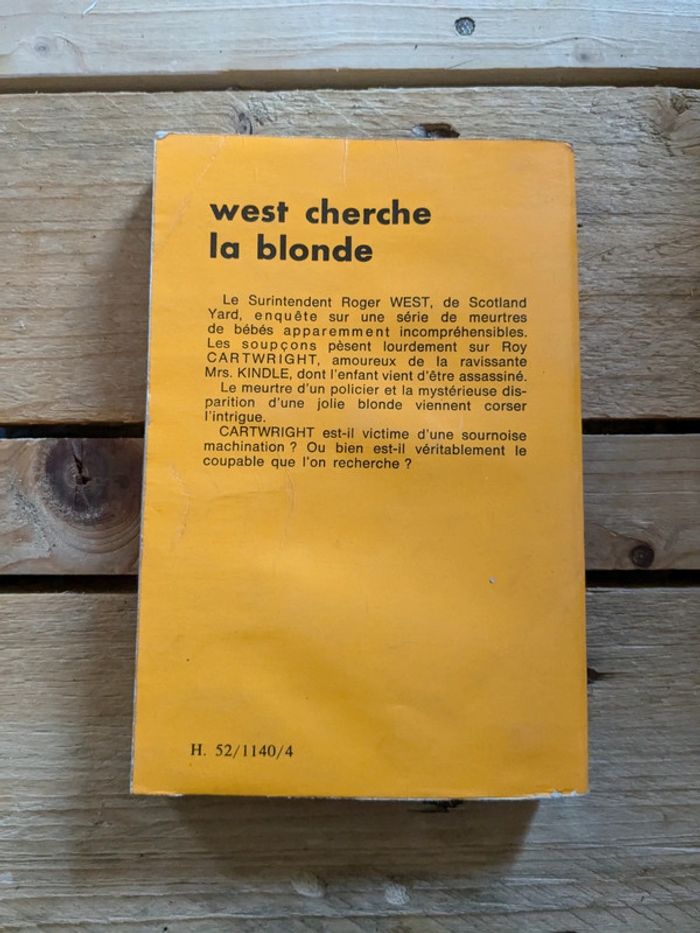 west cherche
la blonde
Le Surintendent Roger WEST, de Scotland
Yard, enquête sur une série de meurtres
de bébés apparemment incompréhensibles.
Les soupçons pèsent lourdement sur Roy
CARTWRIGHT, amoureux de la ravissante
Mrs. KINDLE, dont l'enfant vient d'être assassiné.
Le meurtre d'un policier et la mystérieuse dis-
parition d'une jolie blonde viennent corser
l'intrigue.
CARTWRIGHT est-il victime d'une sournoise
machination ? Ou bien est-il véritablement le
coupable que l'on recherche ?
H. 52/1140/4